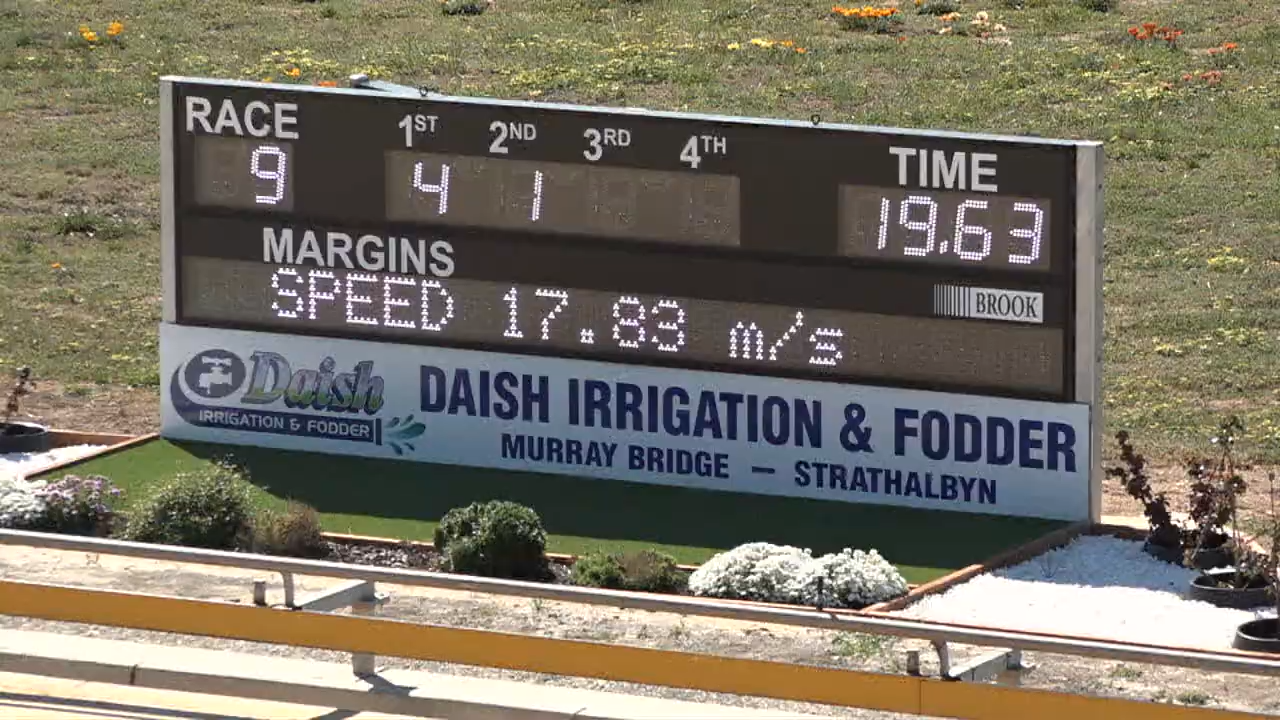 RACE 1ST 2ND 3RD 4TH TIME
9 4 1 19.63
MARGINS
SPEED 17.83 m/s
BROOK
Daish
IRRIGATION & FODDER
DAISH IRRIGATION & FODDER
MURRAY BRIDGE – STRATHALBYN